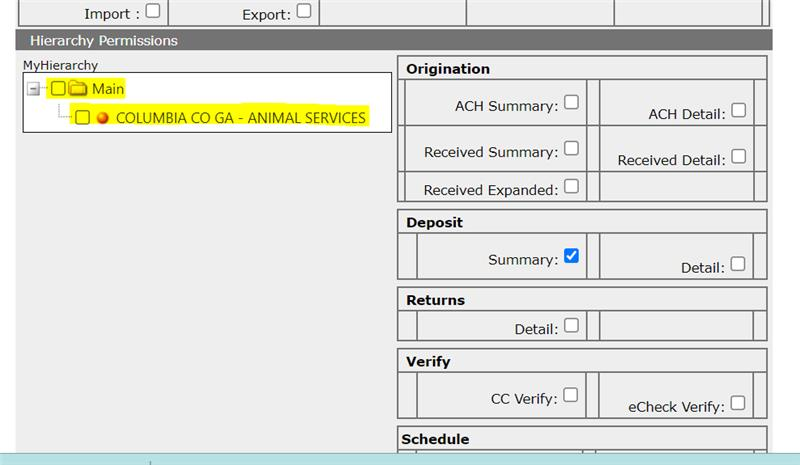 Import :
Export:
Hierarchy Permissions
MyHierarchy
Main
COLUMBIA CO GA - ANIMAL SERVICES
Origination
ACH Summary:
ACH Detail:
Received Summary:
Received Detail:
Received Expanded:
Deposit
Summary:
Detail:
Returns
Detail:
Verify
CC Verify:
eCheck Verify:
Schedule